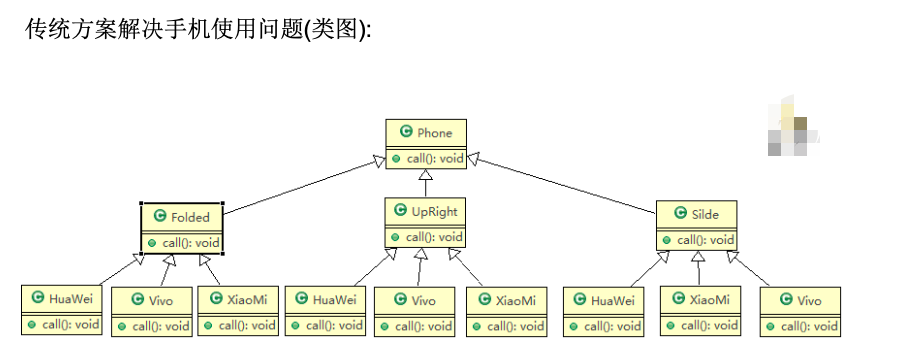 传统方案解决手机使用问题(类图):
C Phone
call(): void
C Folded
call(): void
C UpRight
call(): void
C Silde
call(): void
C HuaWei
call(): void
C Vivo
call(): void
C XiaoMi
call(): void
C HuaWei
call(): void
C Vivo
call(): void
C XiaoMi
call(): void
C HuaWei
call(): void
C XiaoMi
call(): void
C Vivo
call(): void